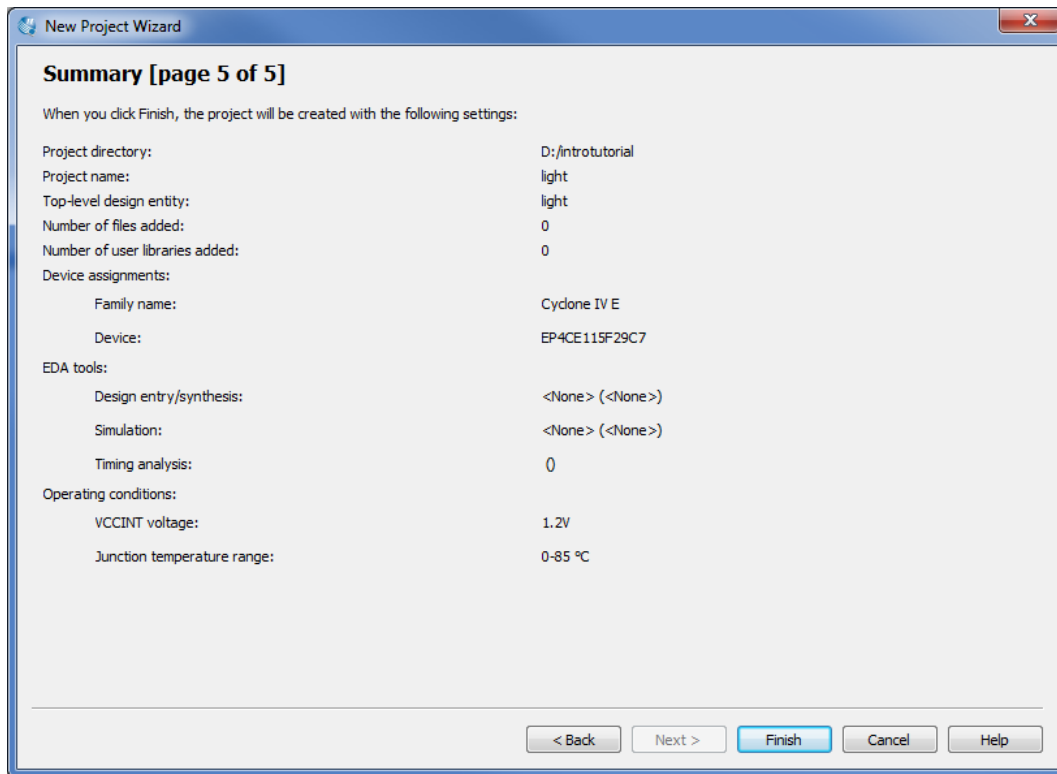 New Project Wizard
Summary [page 5 of 5]
When you click Finish, the project will be created with the following settings:
Project directory: D:/introtutorial
Project name: light
Top-level design entity: light
Number of files added: 0
Number of user libraries added: 0
Device assignments:
Family name: Cyclone IV E
Device: EP4CE115F29C7
EDA tools:
Design entry/synthesis: <None> (<None>)
Simulation: <None> (<None>)
Timing analysis: ()
Operating conditions:
VCCINT voltage: 1.2V
Junction temperature range: 0-85 ºC
< Back Next > Finish Cancel Help